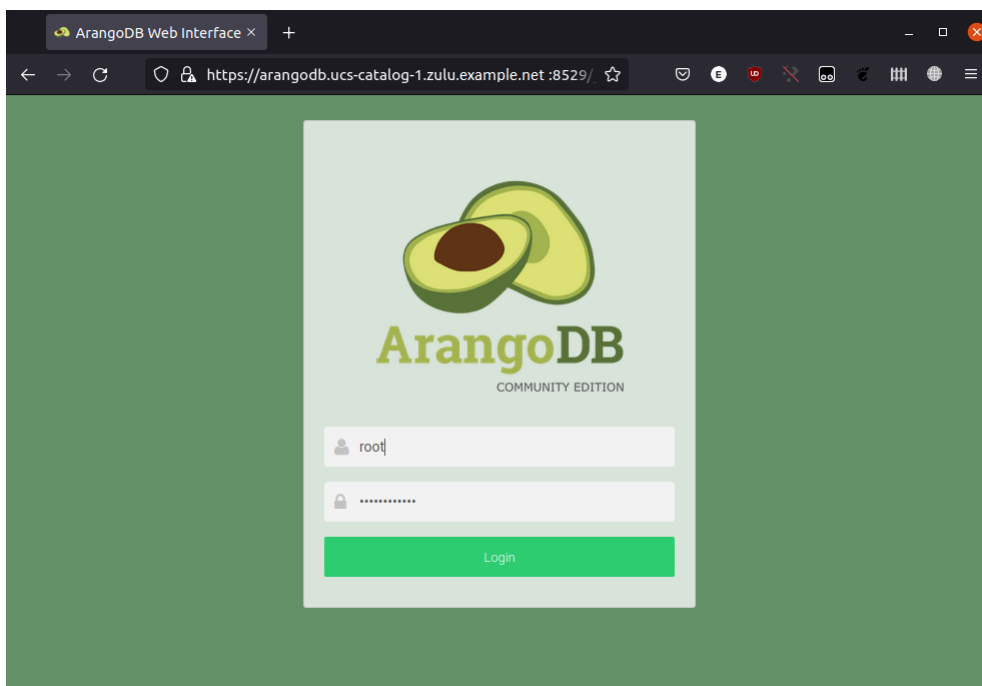 ArangoDB Web Interface
https://arangodb.ucs-catalog-1.zulu.example.net :8529/_
ArangoDB
COMMUNITY EDITION
root
••••••••••••
Login